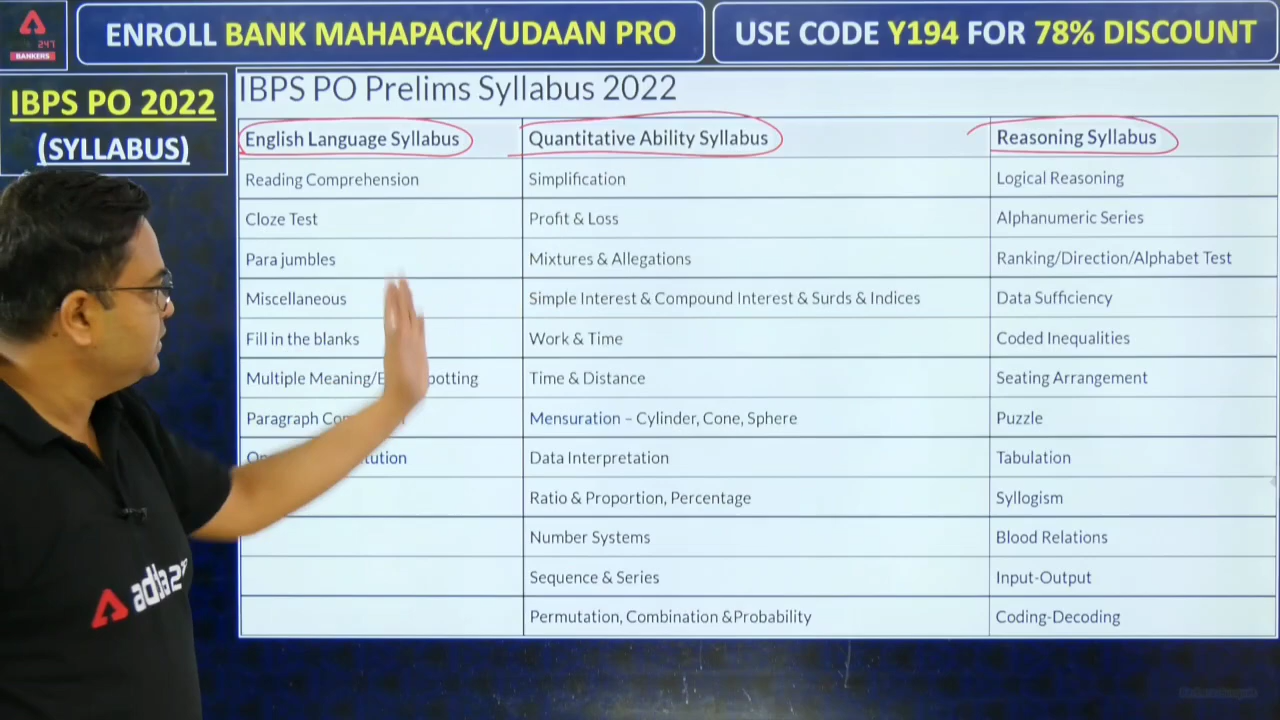 ENROLL BANK MAHAPACK/UDAAN PRO
USE CODE Y194 FOR 78% DISCOUNT
247
BANKERS
IBPS PO 2022
(SYLLABUS)
IBPS PO Prelims Syllabus 2022
English Language Syllabus Quantitative Ability Syllabus Reasoning Syllabus
Reading Comprehension Simplification Logical Reasoning
Cloze Test Profit & Loss Alphanumeric Series
Para jumbles Mixtures & Allegations Ranking/Direction/Alphabet Test
Miscellaneous Simple Interest & Compound Interest & Surds & Indices Data Sufficiency
Fill in the blanks Work & Time Coded Inequalities
Multiple Meaning/ Time & Distance Seating Arrangement
Paragraph Mensuration – Cylinder, Cone, Sphere Puzzle
Data Interpretation Tabulation
Ratio & Proportion, Percentage Syllogism
Number Systems Blood Relations
Sequence & Series Input-Output
Permutation, Combination &Probability Coding-Decoding
adda247